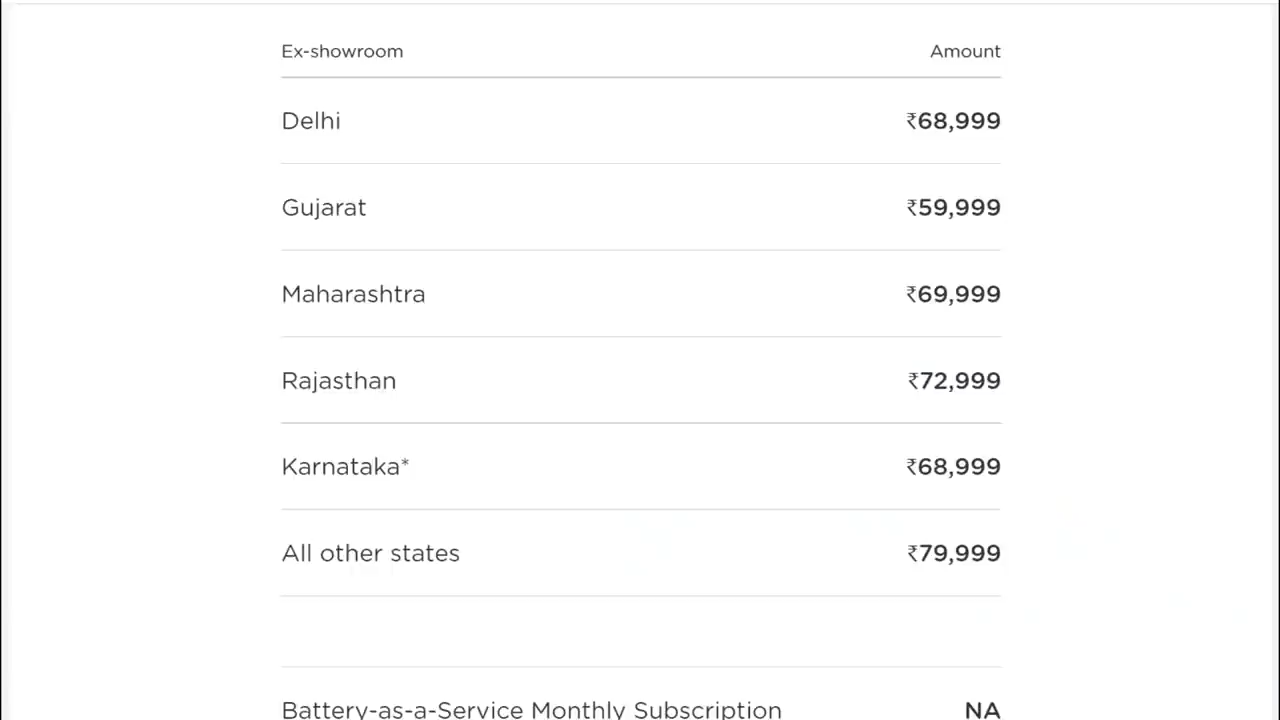 Ex-showroom Amount
Delhi ₹68,999
Gujarat ₹59,999
Maharashtra ₹69,999
Rajasthan ₹72,999
Karnataka* ₹68,999
All other states ₹79,999
Battery-as-a-Service Monthly Subscription NA